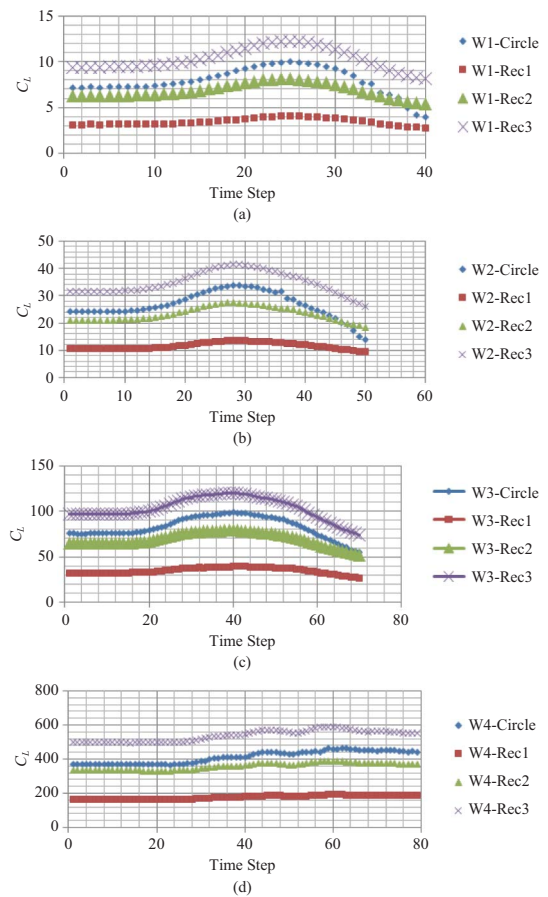 15
10
5
0
C_L
0 10 20 30 40
Time Step
(a)
W1-Circle
W1-Rec1
W1-Rec2
W1-Rec3
50
40
30
20
10
0
C_L
0 10 20 30 40 50 60
Time Step
(b)
W2-Circle
W2-Rec1
W2-Rec2
W2-Rec3
150
100
50
0
C_L
0 20 40 60 80
Time Step
(c)
W3-Circle
W3-Rec1
W3-Rec2
W3-Rec3
800
600
400
200
0
C_L
0 20 40 60 80
Time Step
(d)
W4-Circle
W4-Rec1
W4-Rec2
W4-Rec3